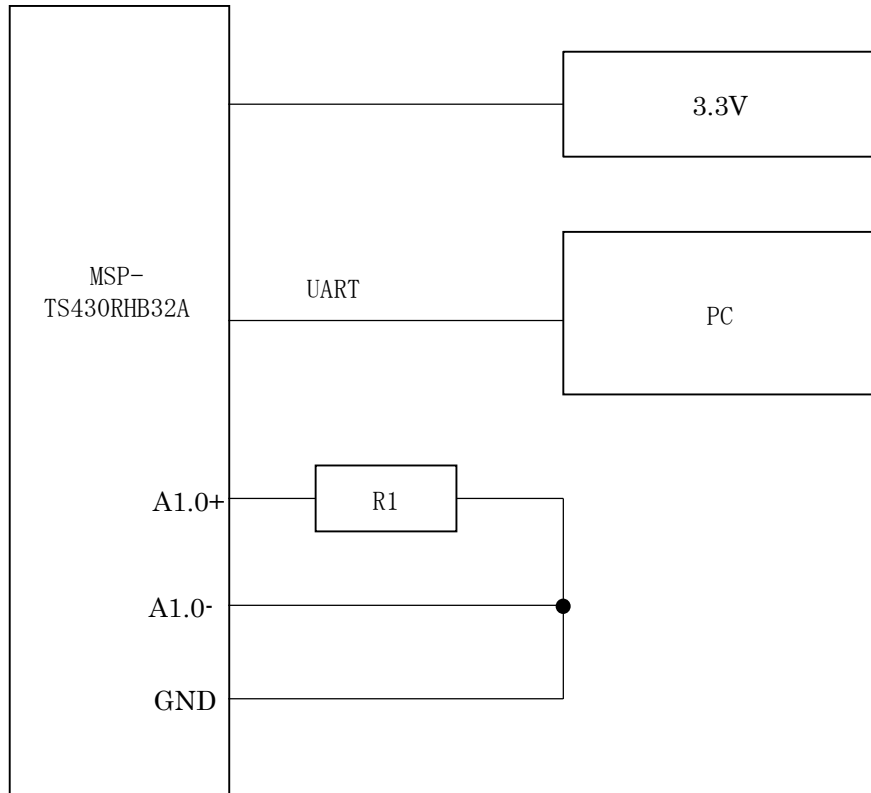 3.3V
MSP-
TS430RHB32A
UART
PC
A1.0+
R1
A1.0-
GND